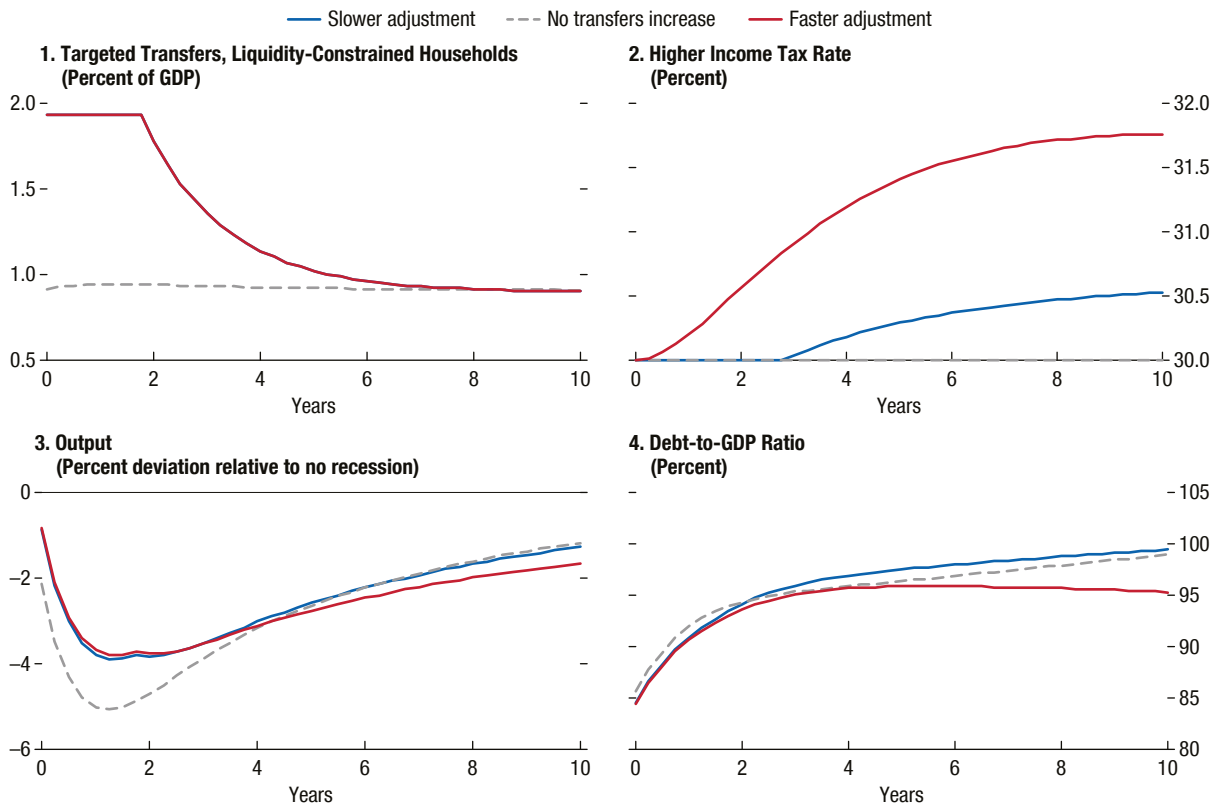 Slower adjustment No transfers increase Faster adjustment
1. Targeted Transfers, Liquidity-Constrained Households
(Percent of GDP)
2.0
1.5
1.0
0.5
0 2 4 6 8 10
Years
2. Higher Income Tax Rate
(Percent)
32.0
31.5
31.0
30.5
30.0
0 2 4 6 8 10
Years
3. Output
(Percent deviation relative to no recession)
0
–2
–4
–6
0 2 4 6 8 10
Years
4. Debt-to-GDP Ratio
(Percent)
105
100
95
90
85
80
0 2 4 6 8 10
Years